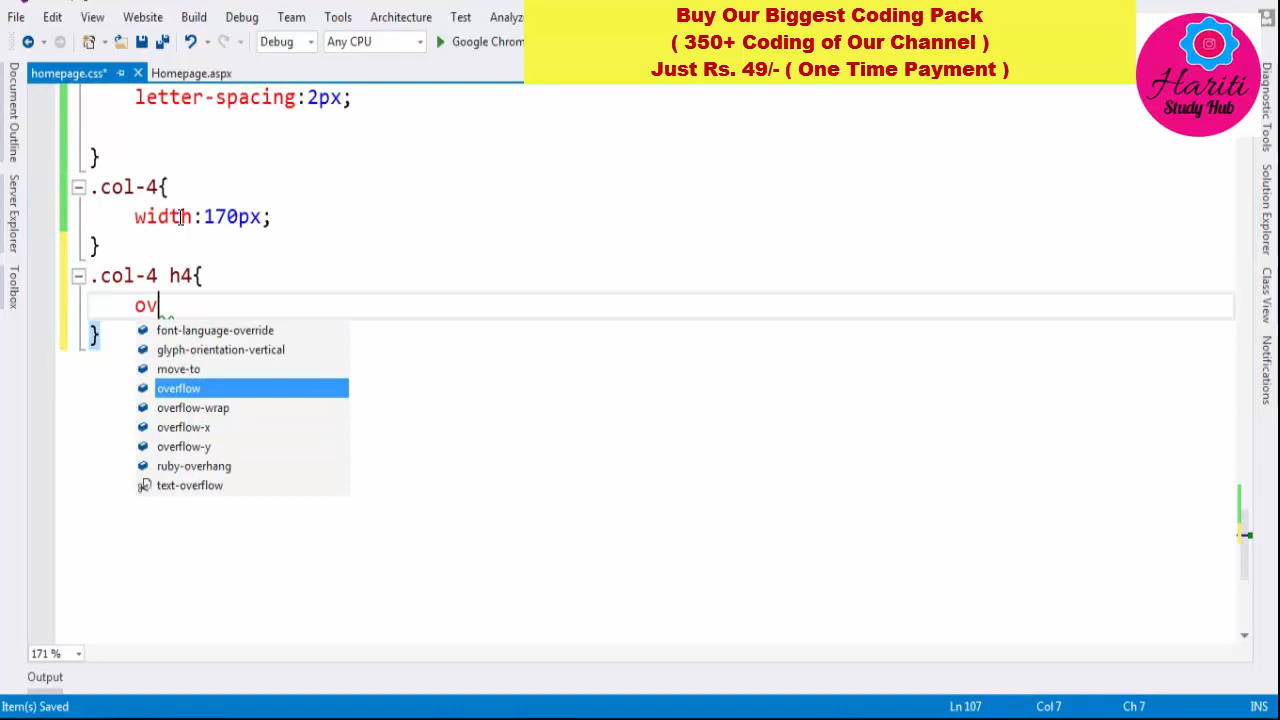 Buy Our Biggest Coding Pack
( 350+ Coding of Our Channel )
Just Rs. 49/- ( One Time Payment )
Hariti
Study Hub
File Edit View Website Build Debug Team Tools Architecture Test Analyz
Debug Any CPU Google Chrom
homepage.css* Homepage.aspx
Document Outline
Server Explorer
Toolbox
letter-spacing:2px;
}
.col-4{
width:170px;
}
.col-4 h4{
ov
}
font-language-override
glyph-orientation-vertical
move-to
overflow
overflow-wrap
overflow-x
overflow-y
ruby-overhang
text-overflow
Diagnostic Tools
Solution Explorer
Class View
Notifications
171 %
Output
Item(s) Saved Ln 107 Col 7 Ch 7 INS